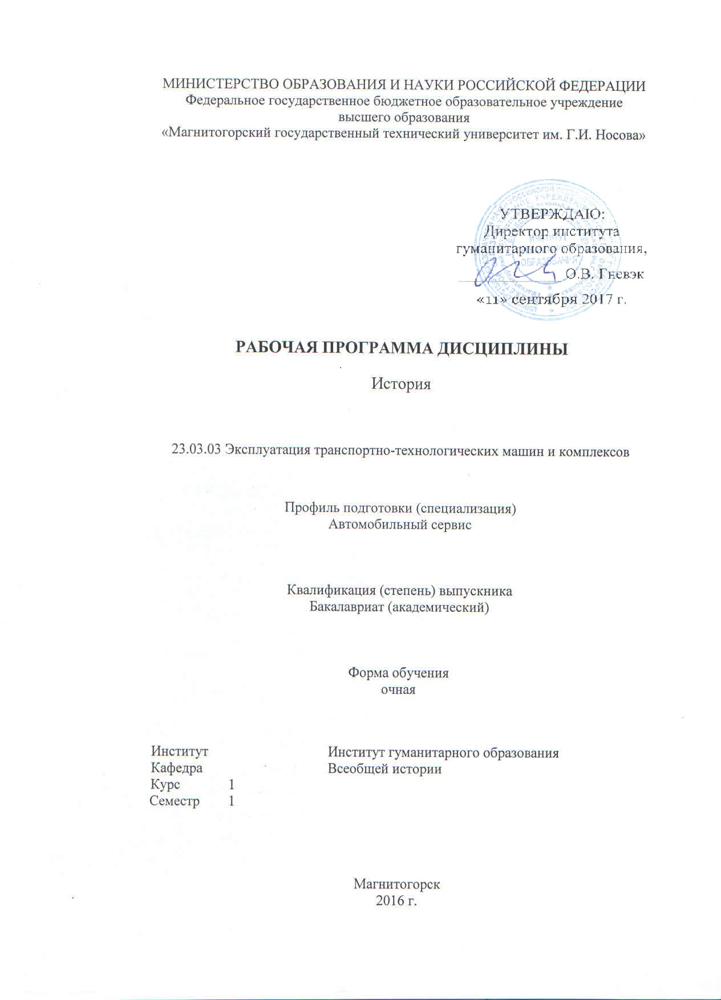 МИНИСТЕРСТВО ОБРАЗОВАНИЯ И НАУКИ РОССИЙСКОЙ ФЕДЕРАЦИИ
Федеральное государственное бюджетное образовательное учреждение
высшего образования
«Магнитогорский государственный технический университет им. Г.И. Носова»
УТВЕРЖДАЮ:
Директор института
гуманитарного образования,
О.В. Гневэк
«11» сентября 2017 г.
РАБОЧАЯ ПРОГРАММА ДИСЦИПЛИНЫ
История
23.03.03 Эксплуатация транспортно-технологических машин и комплексов
Профиль подготовки (специализация)
Автомобильный сервис
Квалификация (степень) выпускника
Бакалавриат (академический)
Форма обучения
очная
Институт Институт гуманитарного образования
Кафедра Всеобщей истории
Курс 1
Семестр 1
Магнитогорск
2016 г.